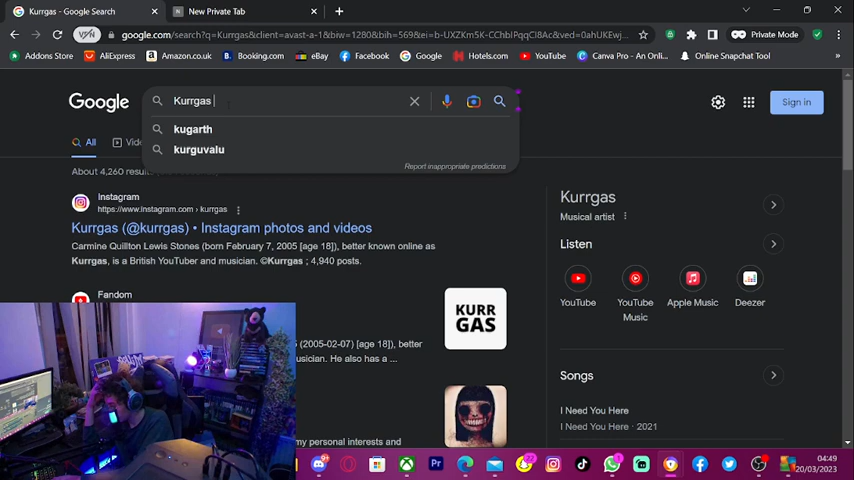 Kurrgas - Google Search
New Private Tab
VPN
google.com/search?q=Kurrgas&client=avast-a-1&biw=1280&bih=569&ei=b-UXZKm5K-CChbIPqqCI8Ac&ved=0ahUKEwj...
Private Mode
Addons Store
AliExpress
Amazon.co.uk
Booking.com
eBay
Facebook
Google
Hotels.com
YouTube
Canva Pro - An Onli...
Online Snapchat Tool
Google
Kurrgas
Sign in
kugarth
kurguvalu
Report inappropriate predictions
All
Vide
About 4,260 results
Instagram
https://www.instagram.com › kurrgas
Kurrgas (@kurrgas) • Instagram photos and videos
Carmine Quillton Lewis Stones (born February 7, 2005 [age 18]), better known online as
Kurrgas, is a British YouTuber and musician. ©Kurrgas ; 4,940 posts.
Fandom
5 (2005-02-07) [age 18]), better
usician. He also has a ...
KURR
GAS
my personal interests and
Kurrgas
Musical artist
Listen
YouTube
YouTube
Music
Apple Music
Deezer
Songs
I Need You Here
I Need You Here · 2021
04:49
20/03/2023